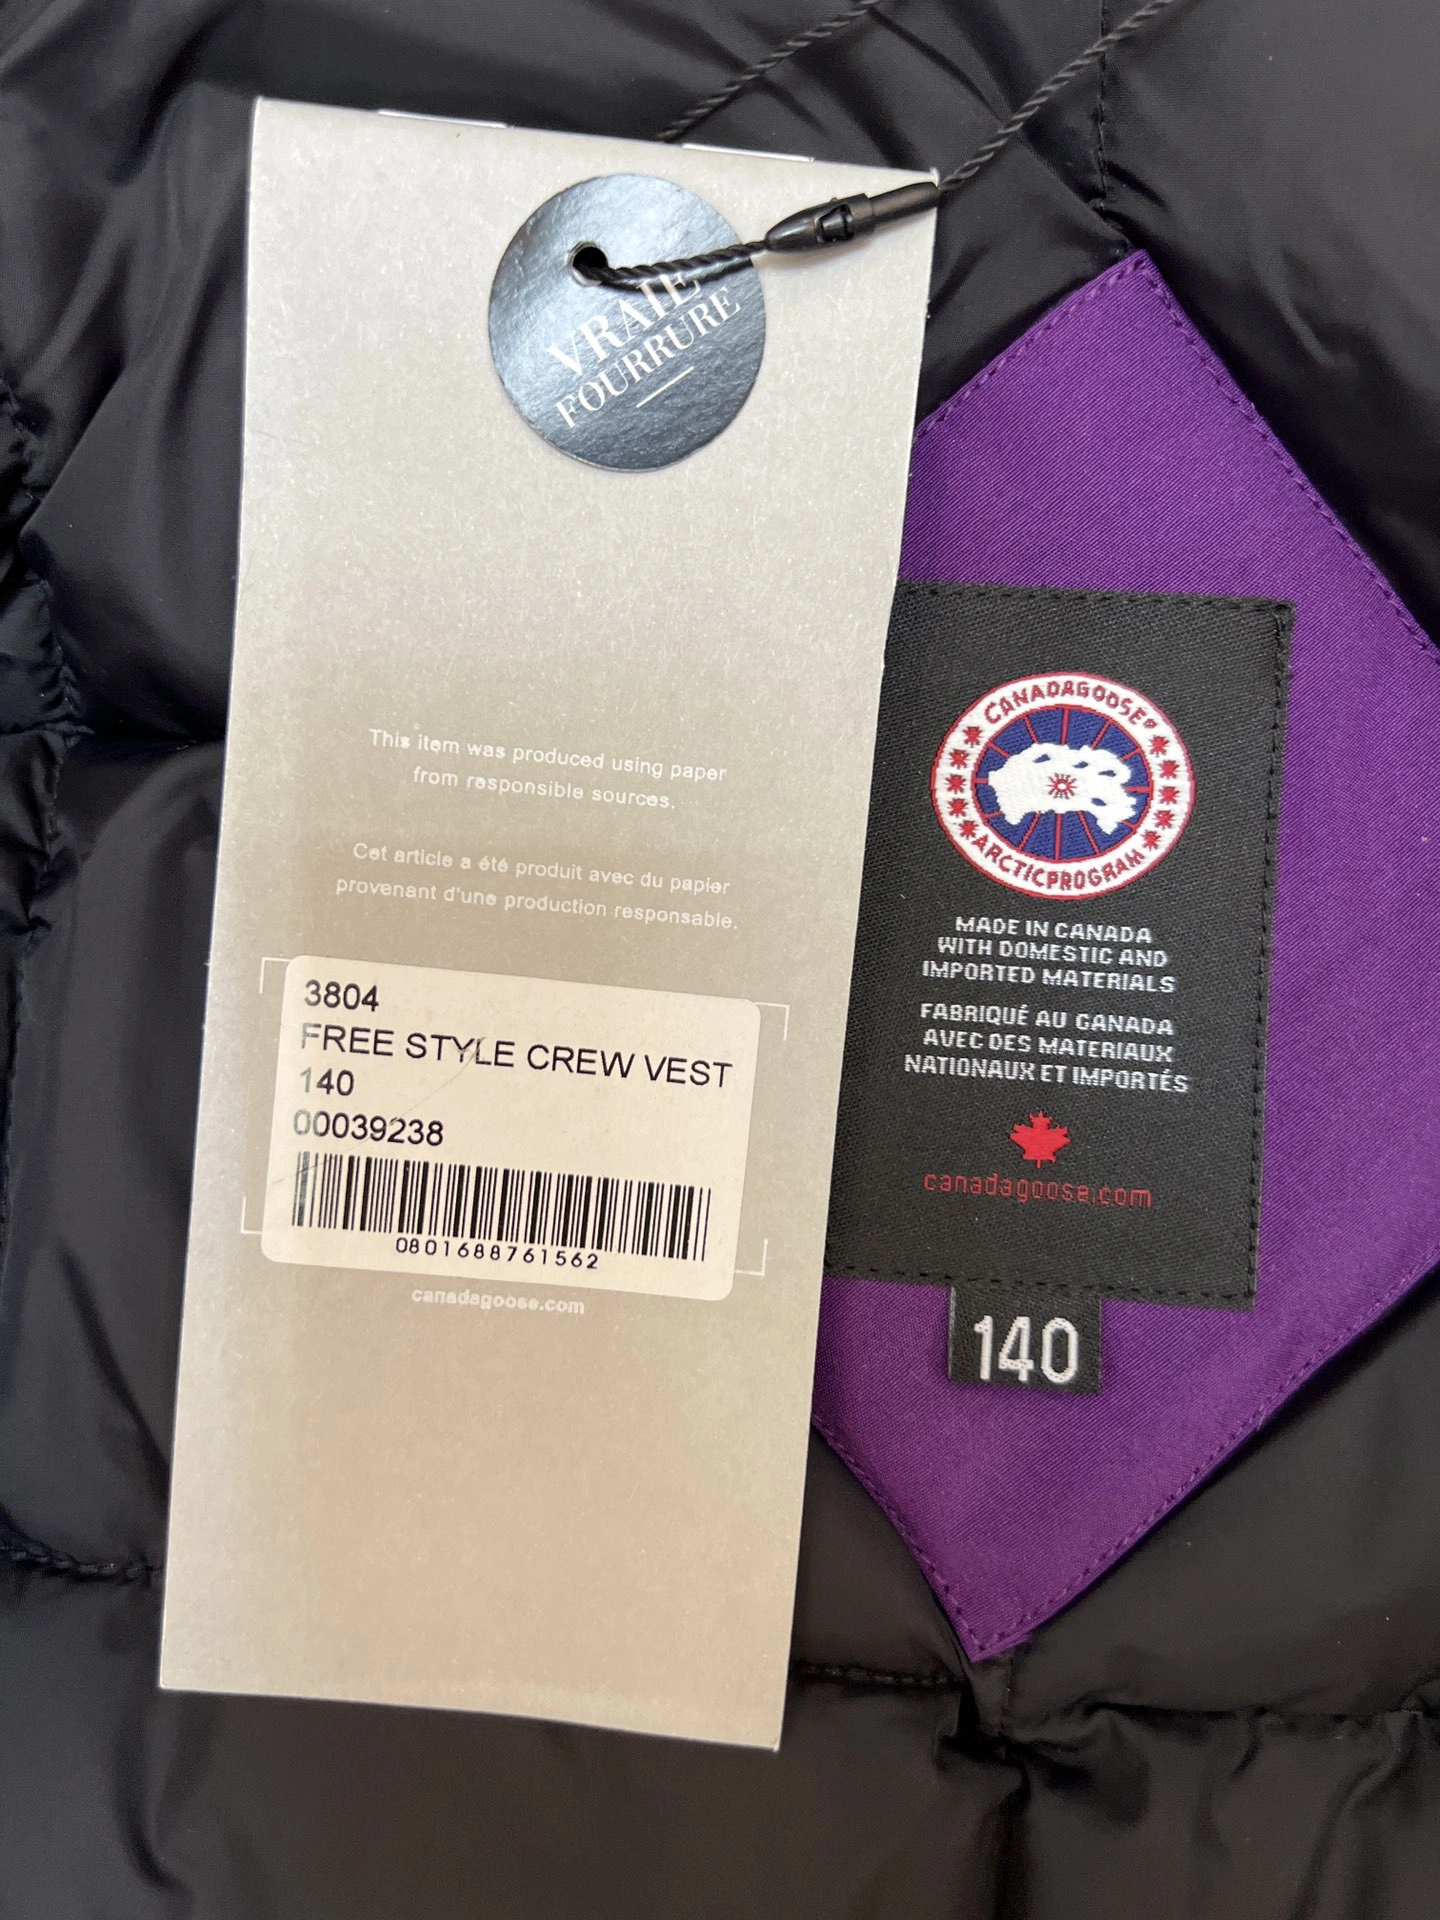 VRAIE
FOURRURE
This item was produced using paper
from responsible sources.
Cet article a été produit avec du papier
provenant d'une production responsable.
3804
FREE STYLE CREW VEST
140
00039238
0801688761562
canadagoose.com
CANADA GOOSE®
ARCTIC PROGRAM
MADE IN CANADA
WITH DOMESTIC AND
IMPORTED MATERIALS
FABRIQUÉ AU CANADA
AVEC DES MATERIAUX
NATIONAUX ET IMPORTÉS
canadagoose.com
140